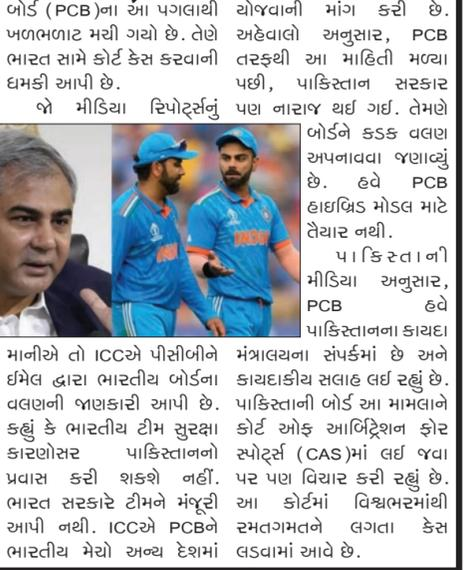 બોર્ડ (PCB)ના આ પગલાથી
ખળભળાટ મચી ગયો છે. તેણે
ભારત સામે કોર્ટ કેસ કરવાની
ધમકી આપી છે.
જો મીડિયા રિપોર્ટ્સનું
માનીએ તો ICCએ પીસીબીને
ઈમેલ દ્વારા ભારતીય બોર્ડના
વલણની જાણકારી આપી છે.
કહ્યું કે ભારતીય ટીમ સુરક્ષા
કારણોસર પાકિસ્તાનનો
પ્રવાસ કરી શકશે નહીં.
ભારત સરકારે ટીમને મંજૂરી
આપી નથી. ICCએ PCBને
ભારતીય મેચો અન્ય દેશમાં
યોજવાની માંગ કરી છે.
અહેવાલો અનુસાર, PCB
તરફથી આ માહિતી મળ્યા
પછી, પાકિસ્તાન સરકાર
પણ નારાજ થઈ ગઈ. તેમણે
બોર્ડને કડક વલણ
અપનાવવા જણાવ્યું
છે. હવે PCB
હાઇબ્રિડ મોડલ માટે
તૈયાર નથી.
પાકિસ્તાની
મીડિયા અનુસાર,
PCB હવે
પાકિસ્તાનના કાયદા
મંત્રાલયના સંપર્કમાં છે અને
કાયદાકીય સલાહ લઈ રહ્યું છે.
પાકિસ્તાની બોર્ડ આ મામલાને
કોર્ટ ઓફ આર્બિટ્રેશન ફોર
સ્પોર્ટ્સ (CAS)માં લઈ જવા
પર પણ વિચાર કરી રહ્યું છે.
આ કોર્ટમાં વિશ્વભરમાંથી
રમતગમતને લગતા કેસ
લડવામાં આવે છે.